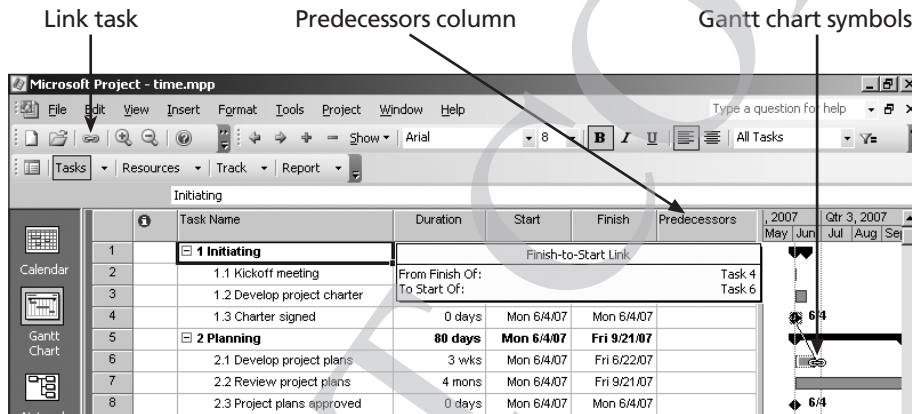 Link task Predecessors column Gantt chart symbols
Microsoft Project - time.mpp
File Edit View Insert Format Tools Project Window Help Type a question for help
Show Arial 8 B I U All Tasks
Tasks Resources Track Report
Initiating
Task Name Duration Start Finish Predecessors , 2007 Qtr 3, 2007
May Jun Jul Aug Sep
1 1 Initiating Finish-to-Start Link
2 1.1 Kickoff meeting From Finish Of: Task 4
3 1.2 Develop project charter To Start Of: Task 6
4 1.3 Charter signed 0 days Mon 6/4/07 Mon 6/4/07 6/4
5 2 Planning 80 days Mon 6/4/07 Fri 9/21/07
6 2.1 Develop project plans 3 wks Mon 6/4/07 Fri 6/22/07
7 2.2 Review project plans 4 mons Mon 6/4/07 Fri 9/21/07
8 2.3 Project plans approved 0 days Mon 6/4/07 Mon 6/4/07 6/4
Calendar
Gantt
Chart